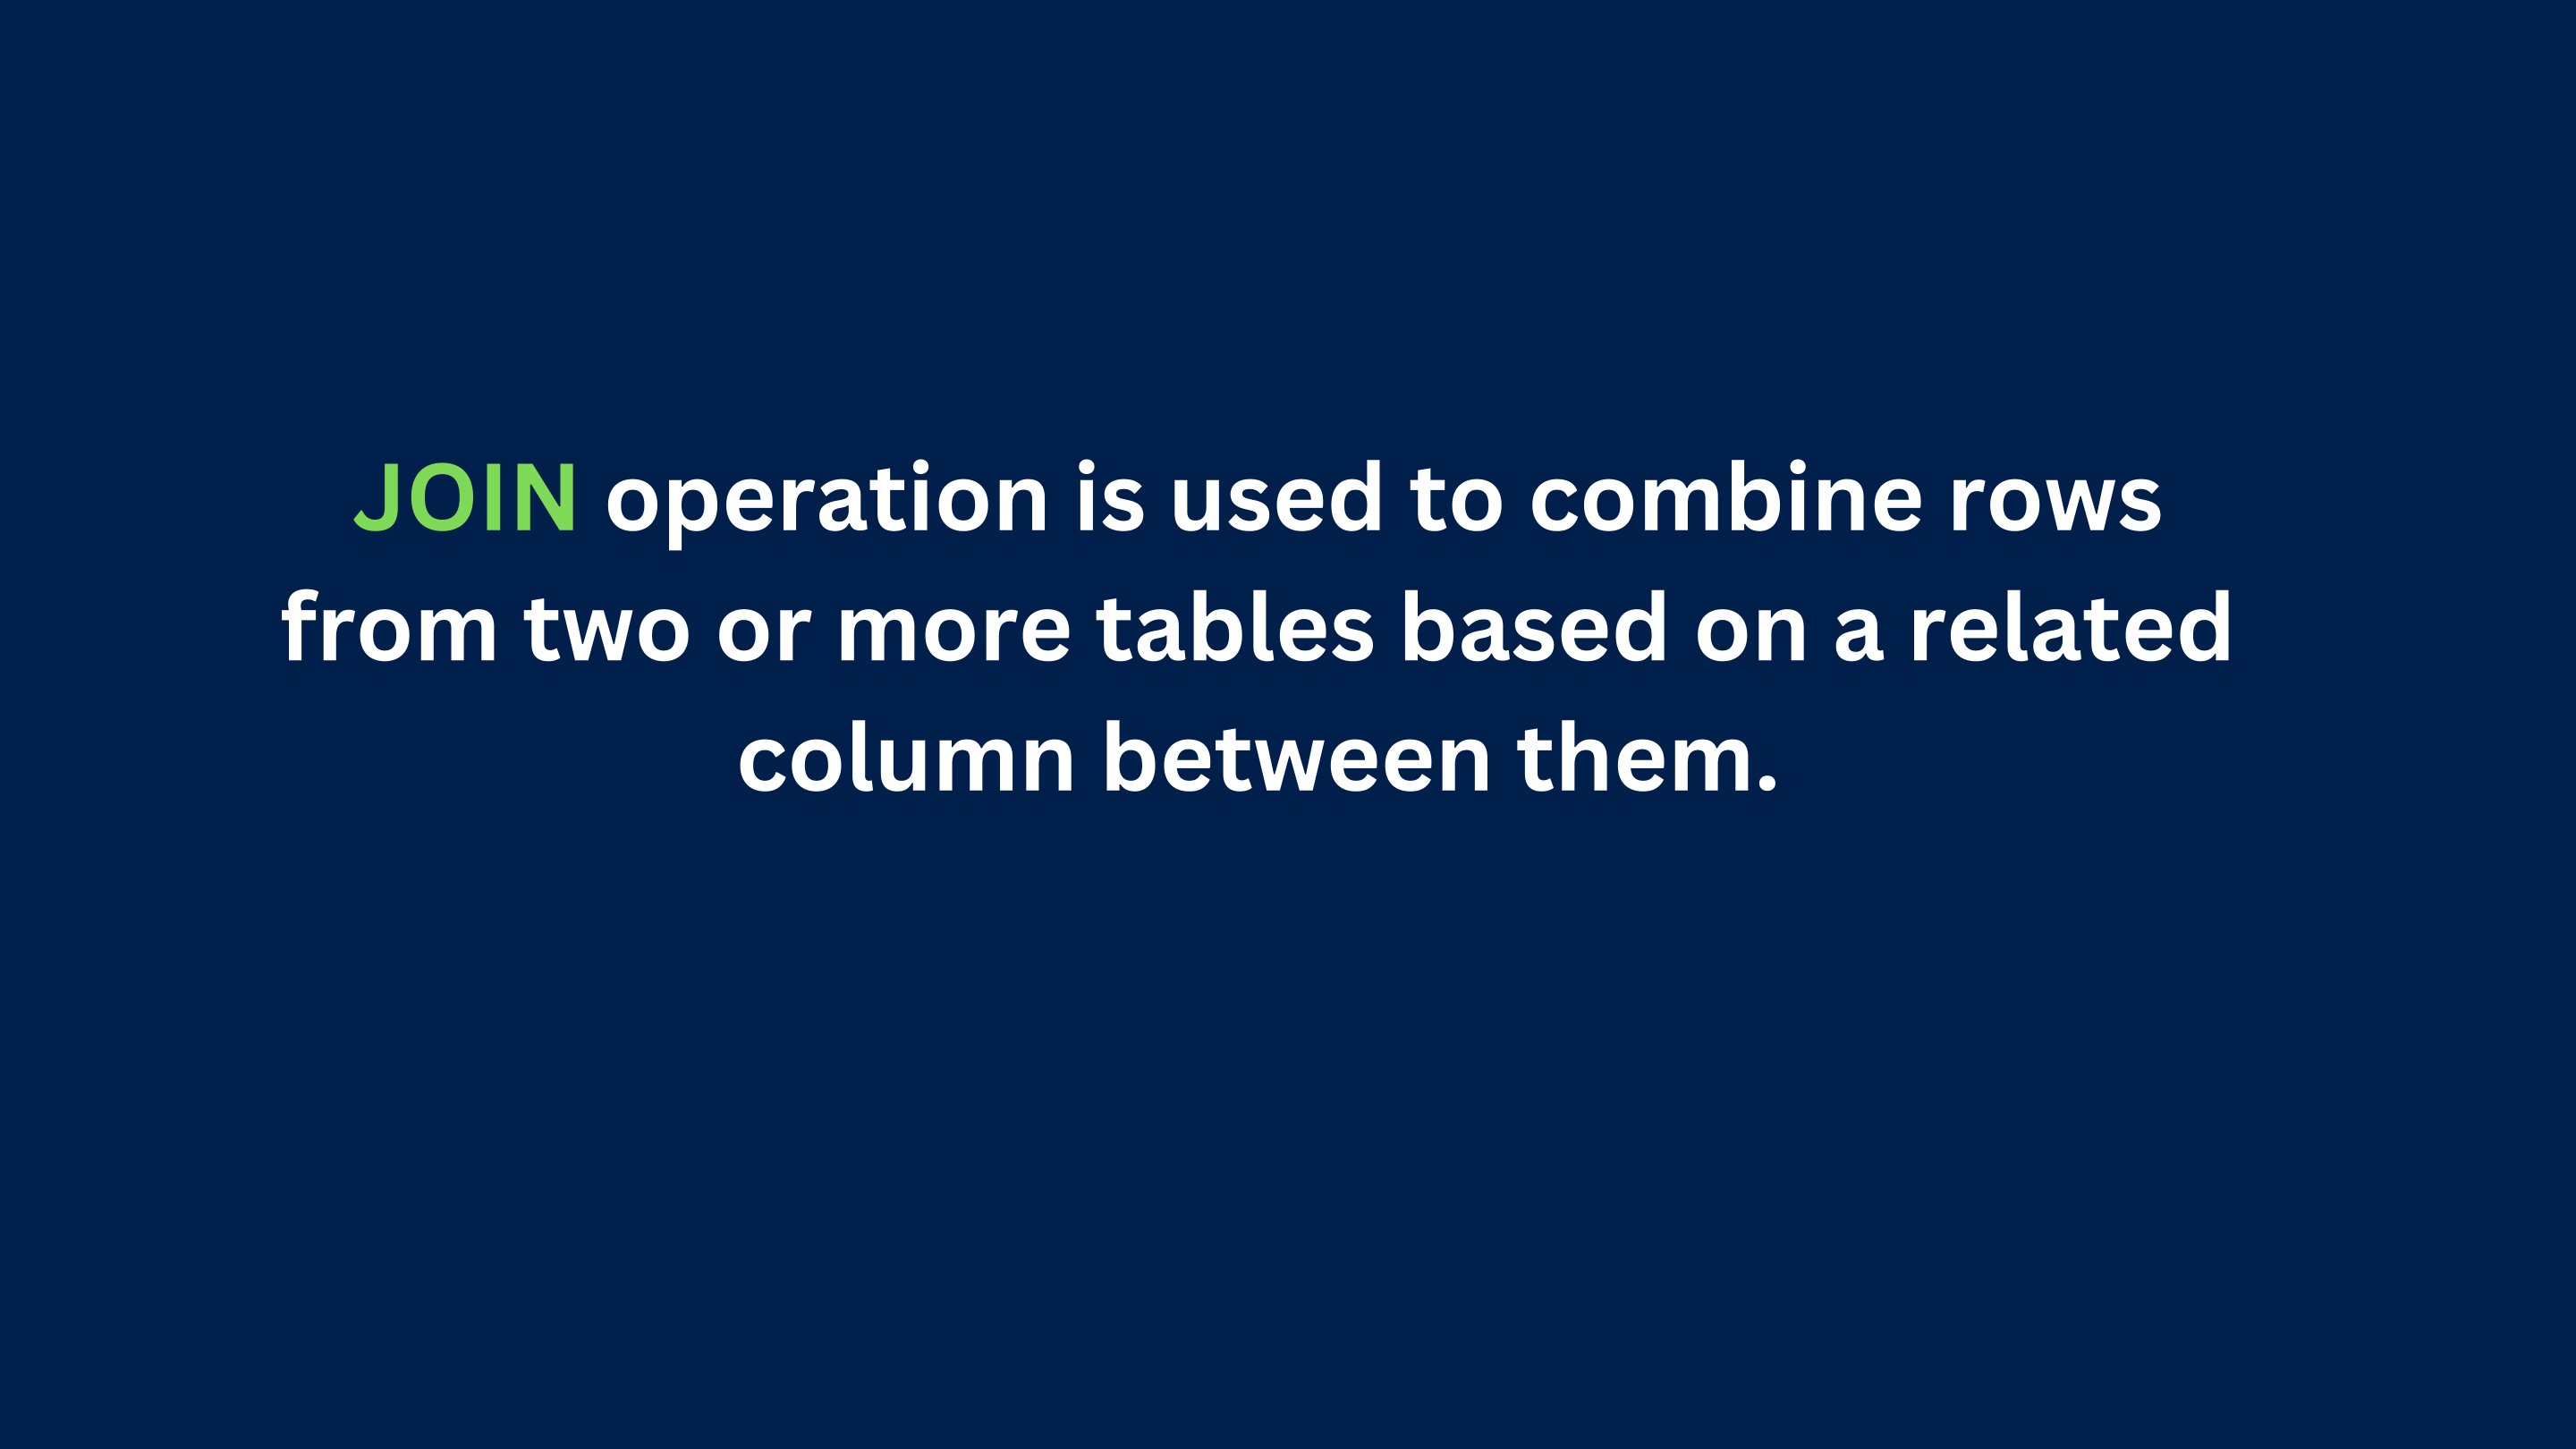 JOIN operation is used to combine rows
from two or more tables based on a related
column between them.